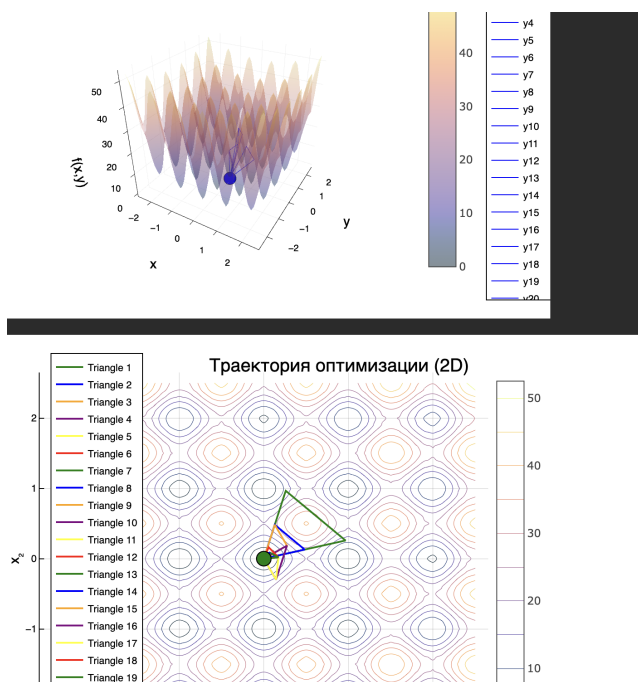 50
40
30
20
10
0
f(x,y)
−2
−1
0
1
2
x
−2
−1
0
1
2
y
40
30
20
10
0
y4
y5
y6
y7
y8
y9
y10
y11
y12
y13
y14
y15
y16
y17
y18
y19
y20
Траектория оптимизации (2D)
Triangle 1
Triangle 2
Triangle 3
Triangle 4
Triangle 5
Triangle 6
Triangle 7
Triangle 8
Triangle 9
Triangle 10
Triangle 11
Triangle 12
Triangle 13
Triangle 14
Triangle 15
Triangle 16
Triangle 17
Triangle 18
Triangle 19
2
1
0
−1
x₂
50
40
30
20
10